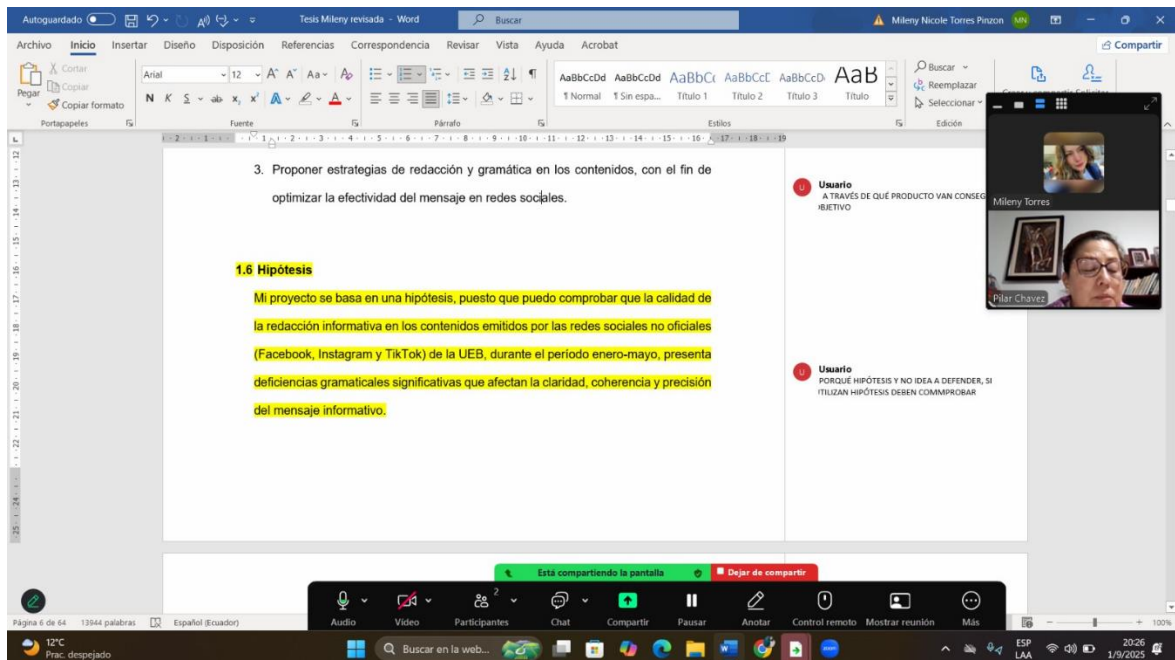 Autoguardado
Tesis Mileny revisada - Word
Buscar
Mileny Nicole Torres Pinzon
MN
Archivo Inicio Insertar Diseño Disposición Referencias Correspondencia Revisar Vista Ayuda Acrobat
Compartir
Pegar
Cortar
Copiar
Copiar formato
Portapapeles
Arial
12
N K S
Fuente
Párrafo
AaBbCcDd AaBbCcDd AaBbCc AaBbCcC AaBbCcD AaB
¶ Normal ¶ Sin espa... Título 1 Título 2 Título 3 Título
Estilos
Buscar
Reemplazar
Seleccionar
Edición
3. Proponer estrategias de redacción y gramática en los contenidos, con el fin de
optimizar la efectividad del mensaje en redes sociales.
1.6 Hipótesis
Mi proyecto se basa en una hipótesis, puesto que puedo comprobar que la calidad de
la redacción informativa en los contenidos emitidos por las redes sociales no oficiales
(Facebook, Instagram y TikTok) de la UEB, durante el período enero-mayo, presenta
deficiencias gramaticales significativas que afectan la claridad, coherencia y precisión
del mensaje informativo.
U Usuario
A TRAVÉS DE QUÉ PRODUCTO VAN CONSEG
BJETIVO
U Usuario
PORQUÉ HIPÓTESIS Y NO IDEA A DEFENDER, SI
TILIZAN HIPÓTESIS DEBEN COMMPROBAR
Mileny Torres
Pilar Chavez
Está compartiendo la pantalla
Dejar de compartir
Audio Vídeo Participantes 2 Chat Compartir Pausar Anotar Control remoto Mostrar reunión Más
Página 6 de 64 13944 palabras Español (Ecuador)
100%
12°C
Prac. despejado
Buscar en la web...
ESP
LAA
20:26
1/9/2025